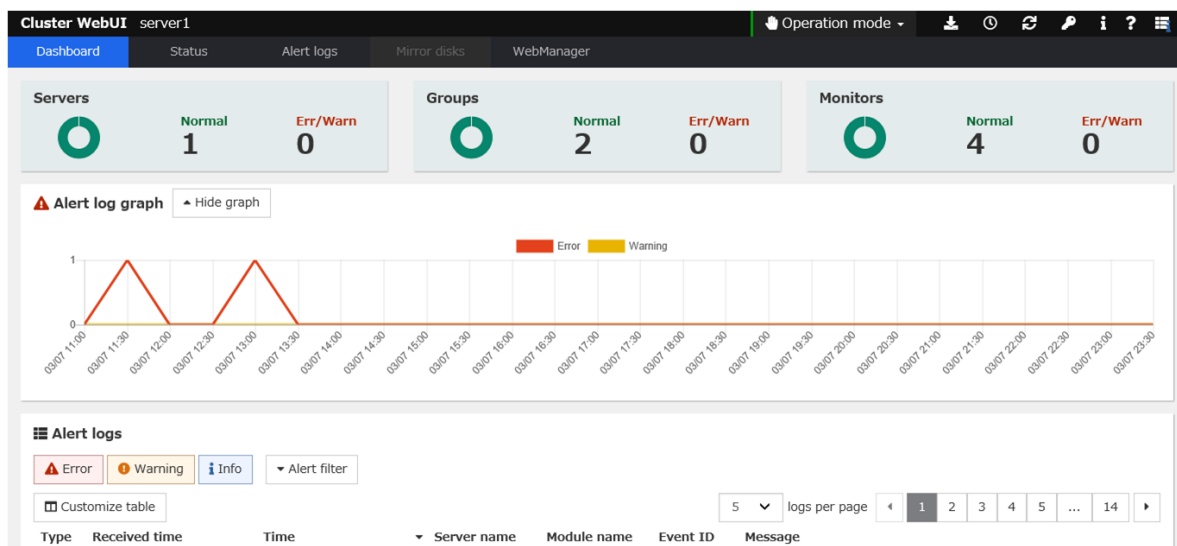 Cluster WebUI server1 Operation mode
Dashboard Status Alert logs Mirror disks WebManager
Servers Groups Monitors
Normal Err/Warn Normal Err/Warn Normal Err/Warn
1 0 2 0 4 0
Alert log graph Hide graph
Error Warning
1
0
03/07 11:00 03/07 11:30 03/07 12:00 03/07 12:30 03/07 13:00 03/07 13:30 03/07 14:00 03/07 14:30 03/07 15:00 03/07 15:30 03/07 16:00 03/07 16:30 03/07 17:00 03/07 17:30 03/07 18:00 03/07 18:30 03/07 19:00 03/07 19:30 03/07 20:00 03/07 20:30 03/07 21:00 03/07 21:30 03/07 22:00 03/07 22:30 03/07 23:00 03/07 23:30
Alert logs
Error Warning Info Alert filter
Customize table 5 logs per page 1 2 3 4 5 ... 14
Type Received time Time Server name Module name Event ID Message